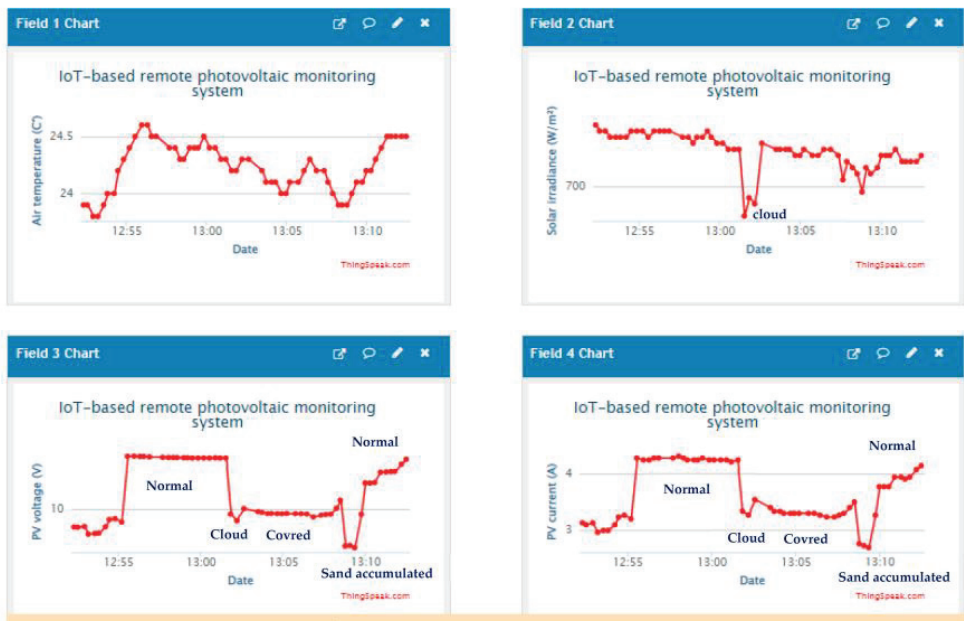 Field 1 Chart
IoT-based remote photovoltaic monitoring
system
Air temperature (C°)
24.5
24
12:55
13:00
13:05
13:10
Date
ThingSpeak.com
Field 2 Chart
IoT-based remote photovoltaic monitoring
system
Solar irradiance (W/m²)
700
cloud
12:55
13:00
13:05
13:10
Date
ThingSpeak.com
Field 3 Chart
IoT-based remote photovoltaic monitoring
system
PV voltage (V)
10
Normal
Normal
Cloud
Covred
12:55
13:00
13:05
13:10
Sand accumulated
Date
ThingSpeak.com
Field 4 Chart
IoT-based remote photovoltaic monitoring
system
PV current (A)
4
3
Normal
Normal
Cloud
Covred
12:55
13:00
13:05
13:10
Sand accumulated
Date
ThingSpeak.com